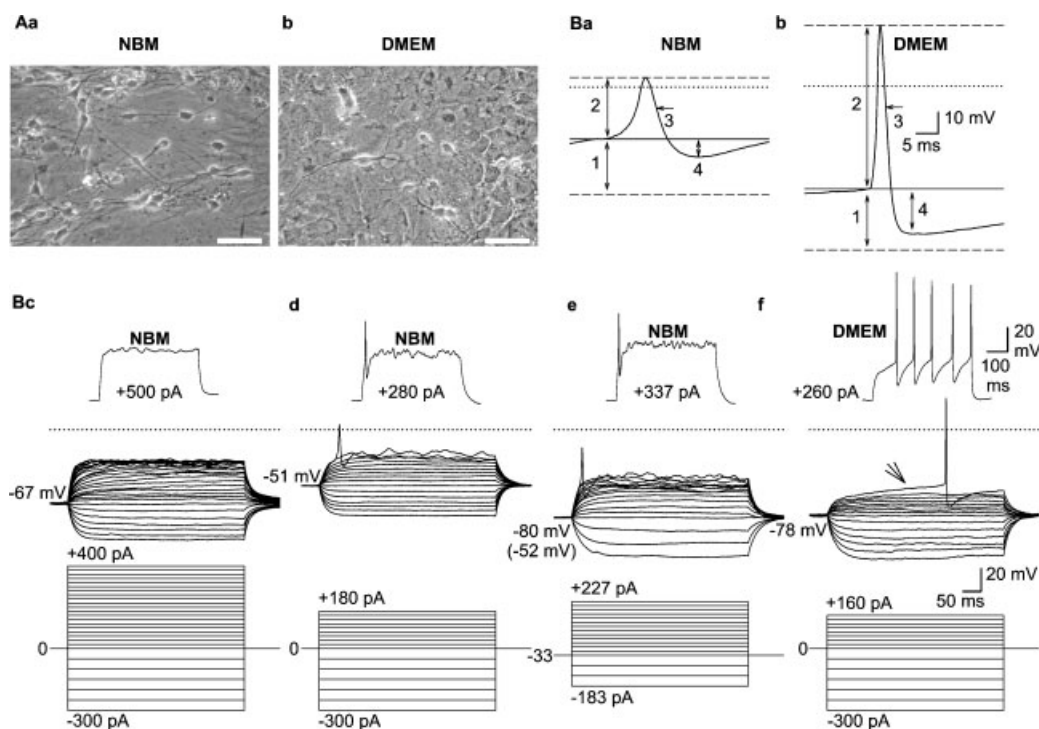 Aa
NBM
b
DMEM
Ba
NBM
2
3
1
4
b
DMEM
2
3
10 mV
5 ms
1
4
Bc
NBM
+500 pA
-67 mV
+400 pA
0
-300 pA
d
NBM
+280 pA
-51 mV
+180 pA
0
-300 pA
e
NBM
+337 pA
-80 mV
(-52 mV)
+227 pA
-33
-183 pA
f
DMEM
20
mV
100
ms
+260 pA
-78 mV
20 mV
50 ms
+160 pA
0
-300 pA